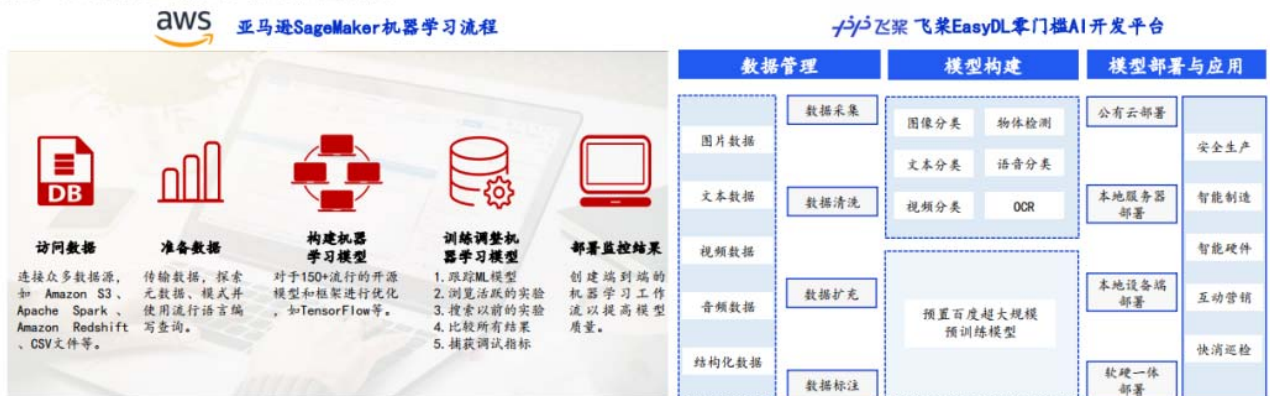 aws 亚马逊SageMaker机器学习流程
DB
访问数据
连接众多数据源,
如 Amazon S3、
Apache Spark、
Amazon Redshift
、CSV文件等。
准备数据
传输数据, 探索
元数据、模式并
使用流行语言编
写查询。
构建机器
学习模型
对于150+流行的开源
模型和框架进行优化
, 如TensorFlow等。
训练调整机
器学习模型
1. 跟踪ML模型
2. 浏览活跃的实验
3. 搜索以前的实验
4. 比较所有结果
5. 捕获调试指标
部署监控结果
创建端到端的
机器学习工作
流以提高模型
质量。
飞桨 飞桨EasyDL零门槛AI开发平台
数据管理
图片数据
文本数据
视频数据
音频数据
结构化数据
数据采集
数据清洗
数据扩充
数据标注
模型构建
图像分类 物体检测
文本分类 语音分类
视频分类 OCR
预置百度超大规模
预训练模型
模型部署与应用
公有云部署
本地服务器
部署
本地设备端
部署
软硬一体
部署
安全生产
智能制造
智能硬件
互动营销
快消巡检